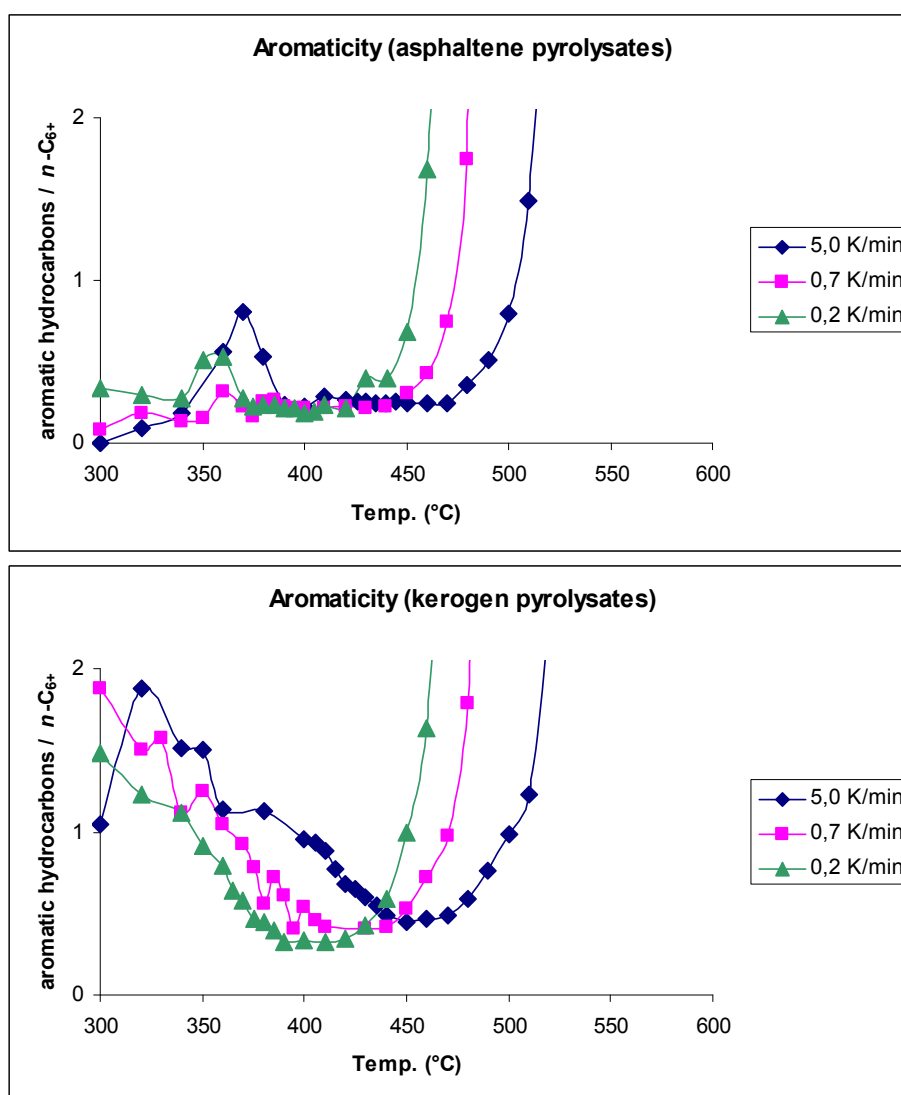 Aromaticity (asphaltene pyrolysates)
aromatic hydrocarbons / n-C6+
2
1
0
300 350 400 450 500 550 600
Temp. (°C)
5,0 K/min
0,7 K/min
0,2 K/min
Aromaticity (kerogen pyrolysates)
aromatic hydrocarbons / n-C6+
2
1
0
300 350 400 450 500 550 600
Temp. (°C)
5,0 K/min
0,7 K/min
0,2 K/min